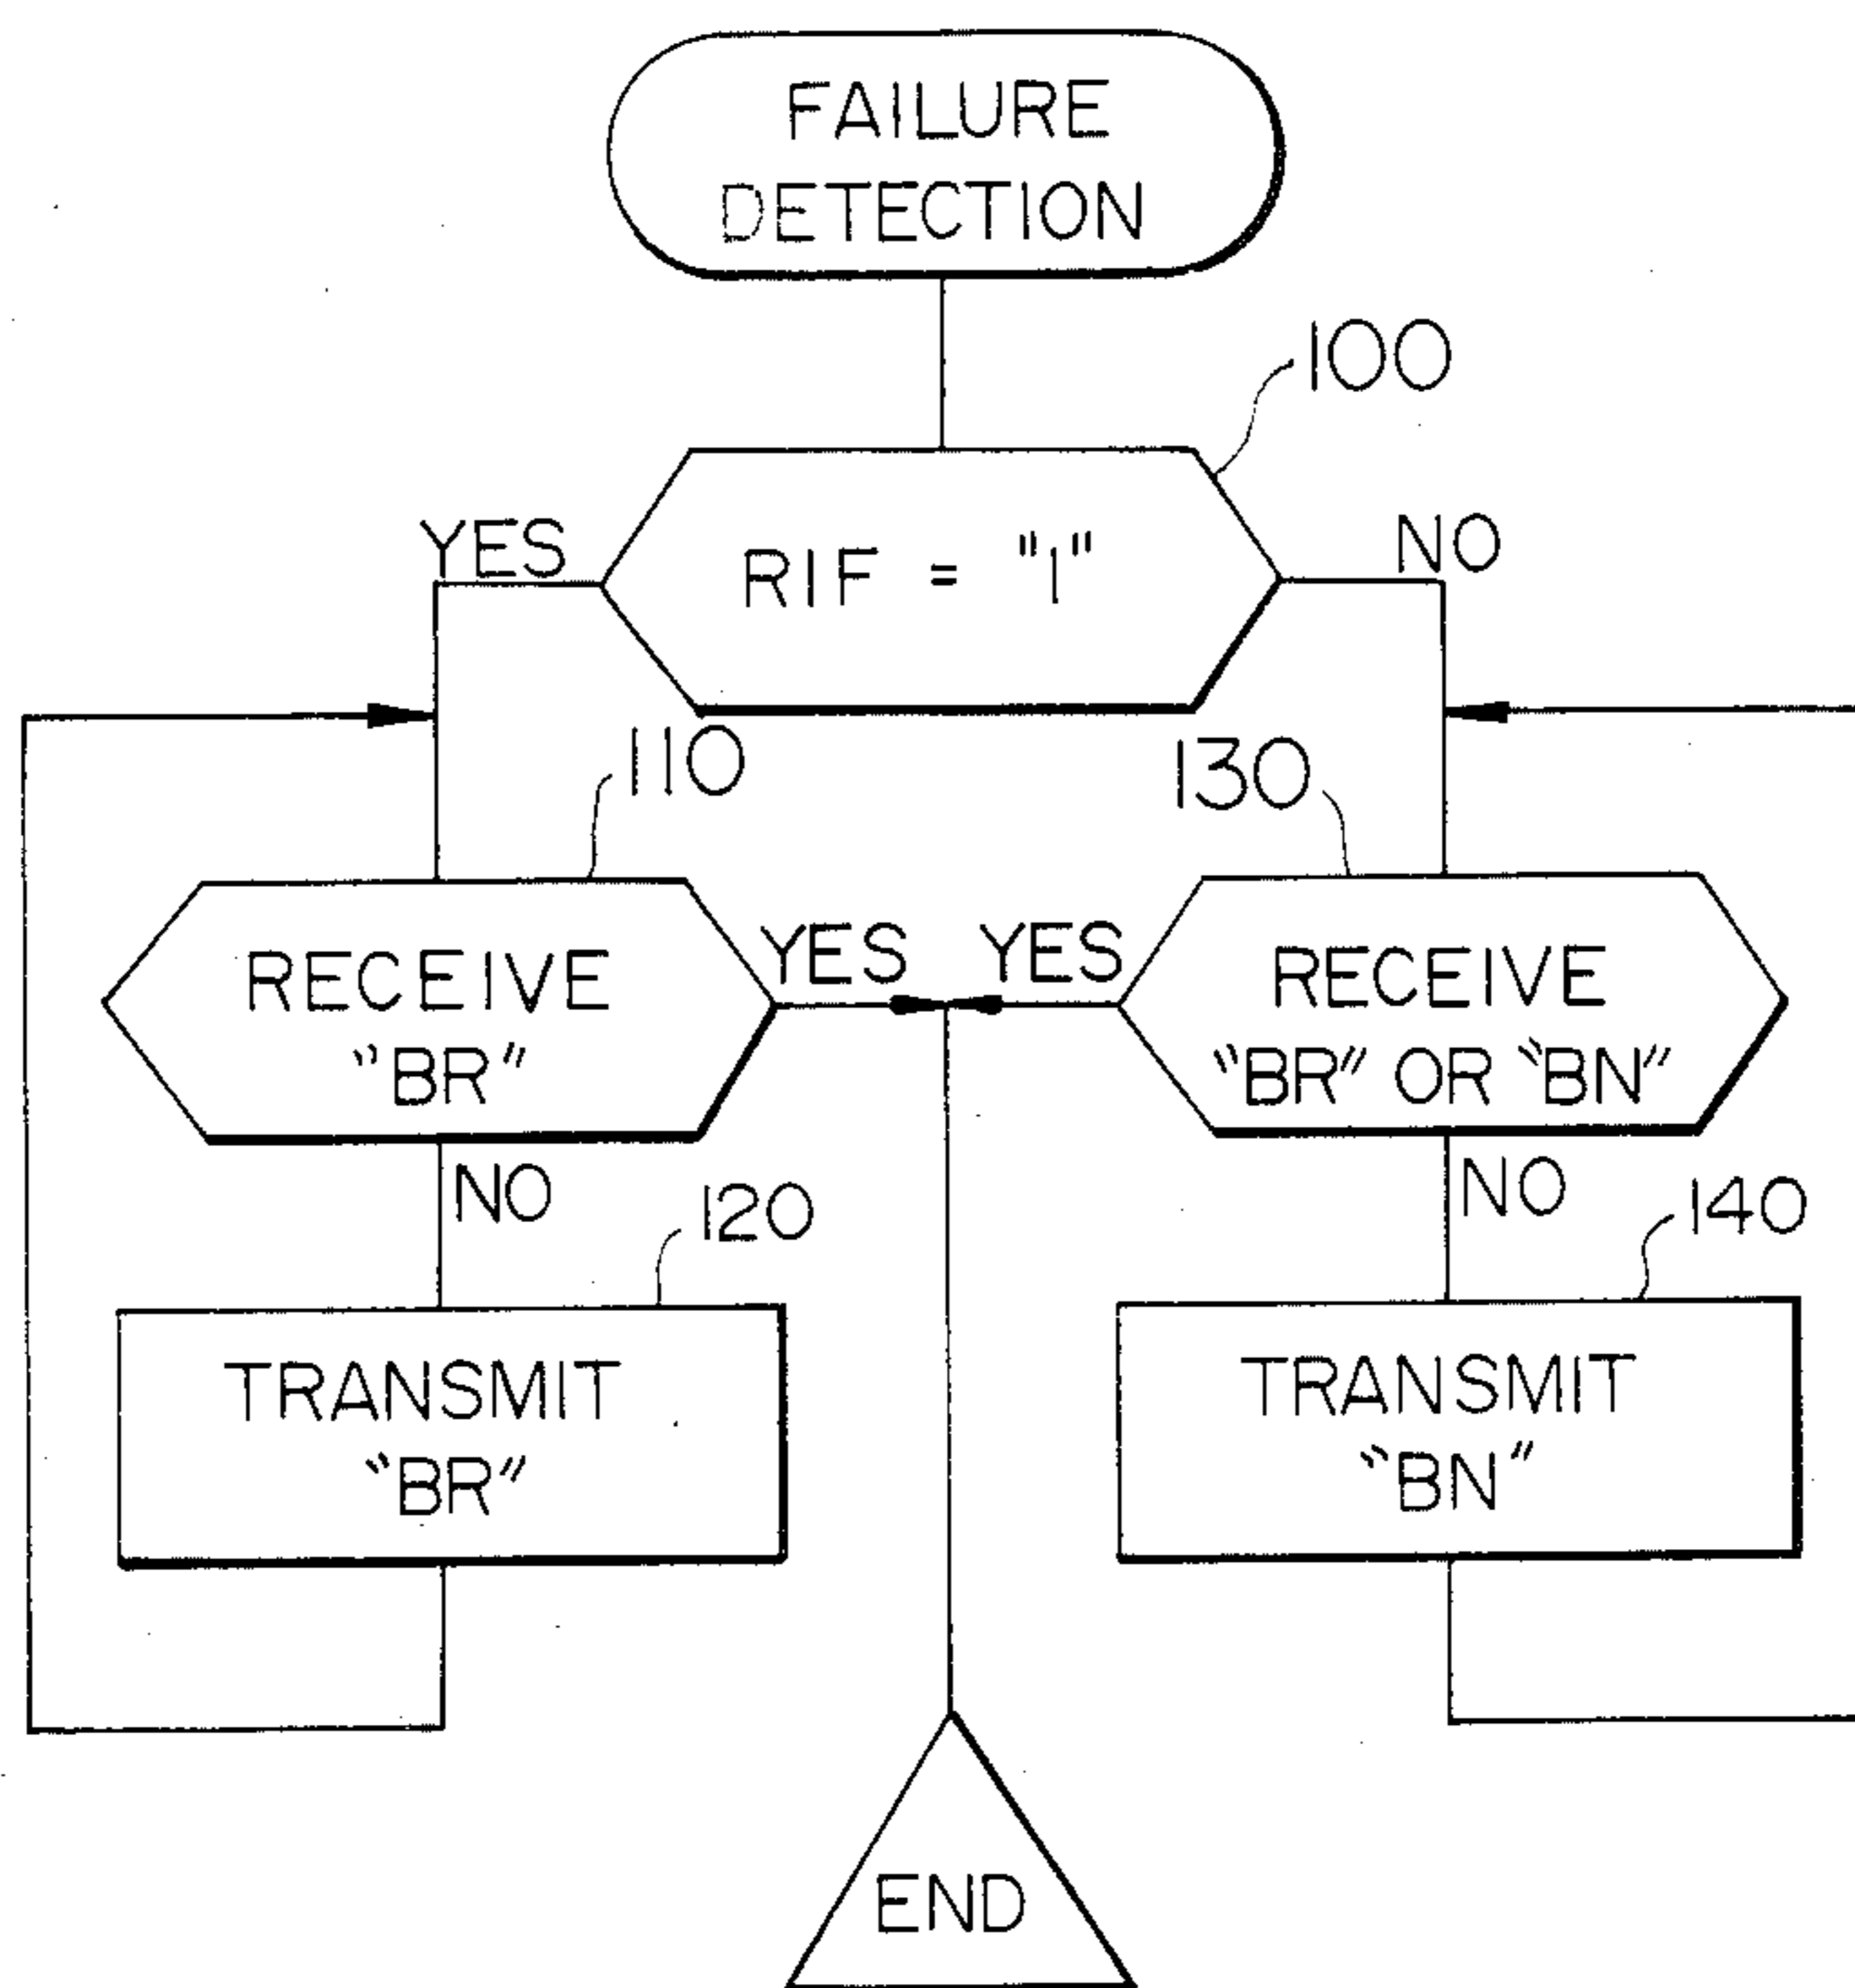 FAILURE
DETECTION
100
YES
RIF = "1"
NO
110
130
RECEIVE
"BR"
YES
YES
RECEIVE
"BR" OR "BN"
NO
120
NO
140
TRANSMIT
"BR"
TRANSMIT
"BN"
END